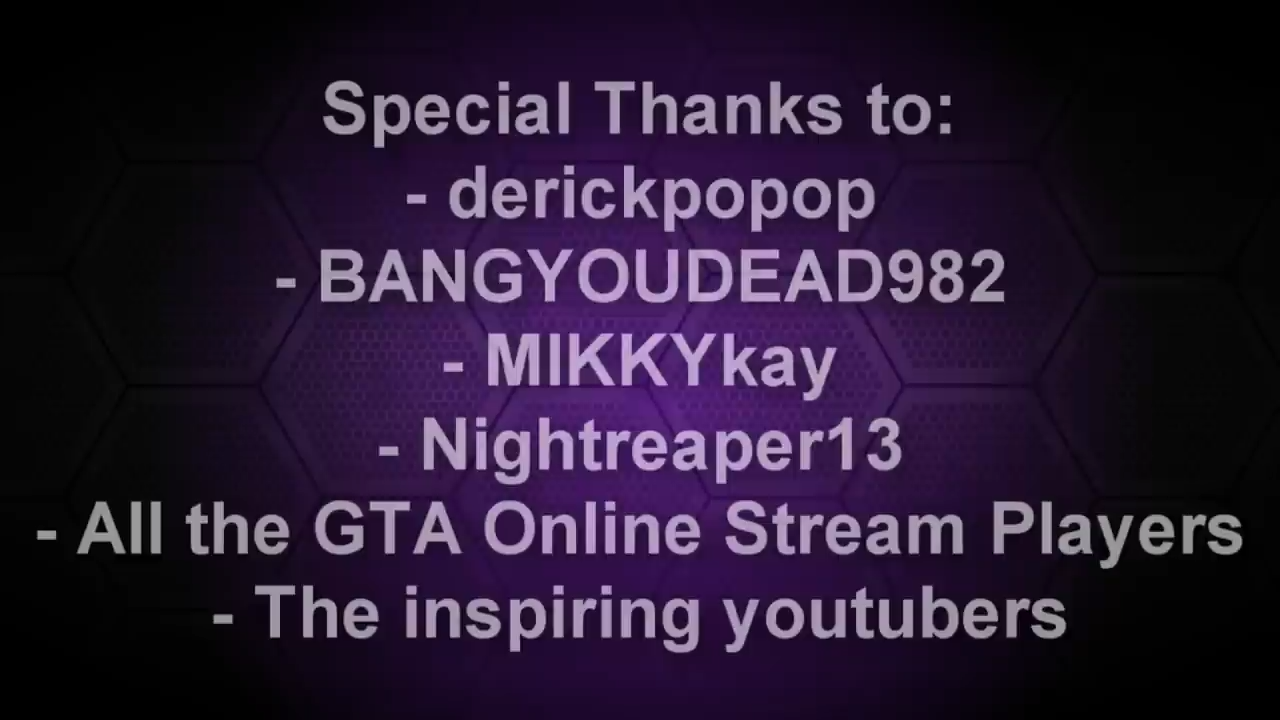 Special Thanks to:
- derickpopop
- BANGYOUDEAD982
- MIKKYkay
- Nightreaper13
- All the GTA Online Stream Players
- The inspiring youtubers